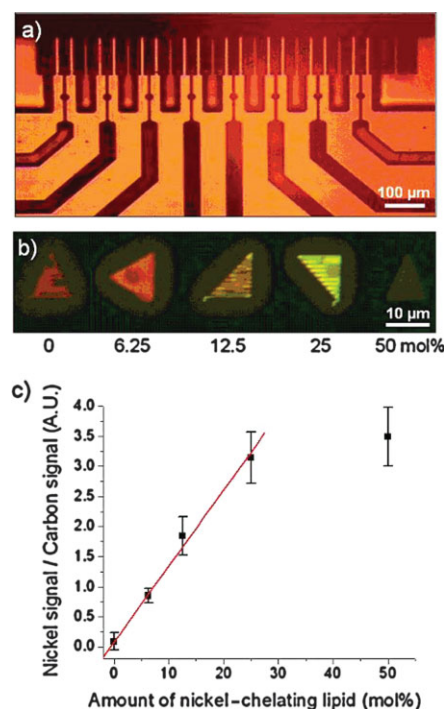 a)
100 µm
b)
10 µm
0 6.25 12.5 25 50 mol%
c)
Nickel signal / Carbon signal (A.U.)
4.0
3.5
3.0
2.5
2.0
1.5
1.0
0.5
0.0
0 10 20 30 40 50
Amount of nickel-chelating lipid (mol%)